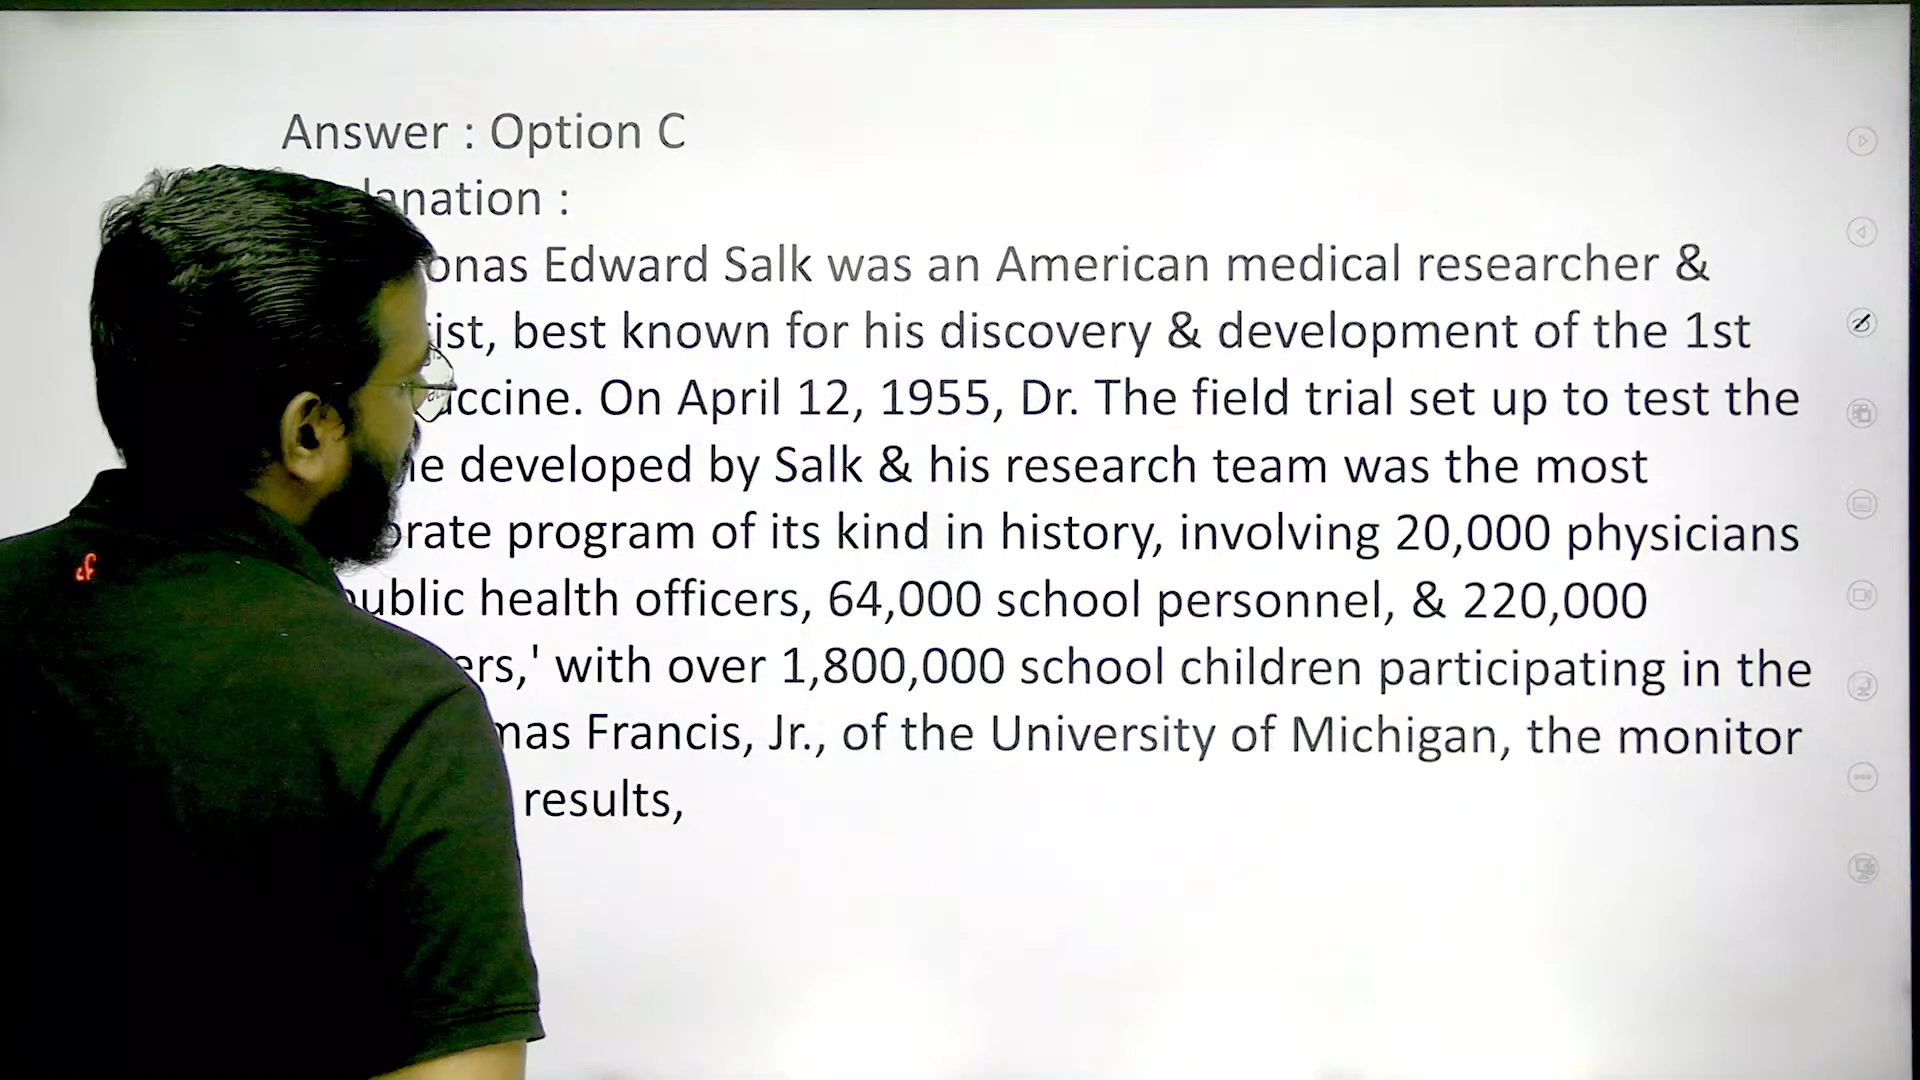 Answer : Option C
anation :
onas Edward Salk was an American medical researcher &
ist, best known for his discovery & development of the 1st
accine. On April 12, 1955, Dr. The field trial set up to test the
e developed by Salk & his research team was the most
orate program of its kind in history, involving 20,000 physicians
public health officers, 64,000 school personnel, & 220,000
ers,' with over 1,800,000 school children participating in the
mas Francis, Jr., of the University of Michigan, the monitor
results,